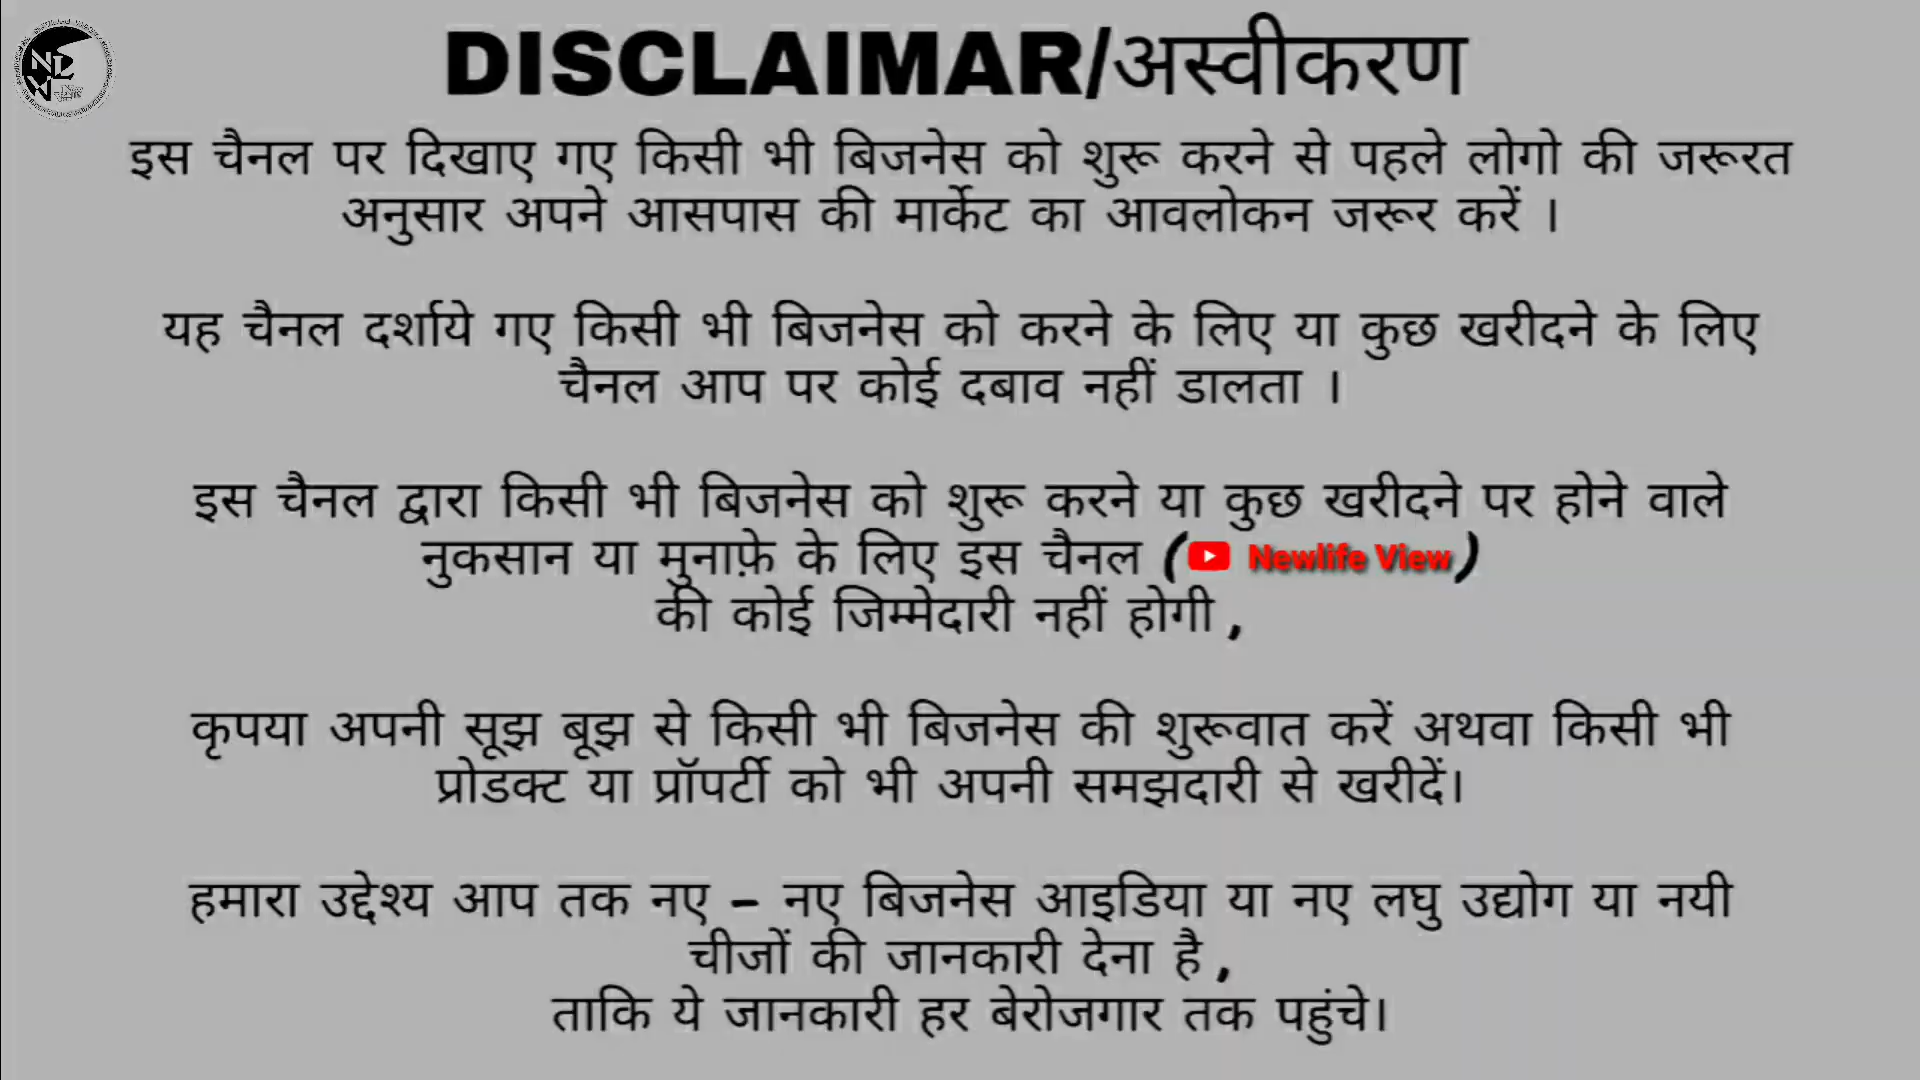 DISCLAIMAR/अस्वीकरण
इस चैनल पर दिखाए गए किसी भी बिजनेस को शुरू करने से पहले लोगो की जरूरत
अनुसार अपने आसपास की मार्केट का आवलोकन जरूर करें ।
यह चैनल दर्शाये गए किसी भी बिजनेस को करने के लिए या कुछ खरीदने के लिए
चैनल आप पर कोई दबाव नहीं डालता ।
इस चैनल द्वारा किसी भी बिजनेस को शुरू करने या कुछ खरीदने पर होने वाले
नुकसान या मुनाफ़े के लिए इस चैनल ( Newlife View)
की कोई जिम्मेदारी नहीं होगी ,
कृपया अपनी सूझ बूझ से किसी भी बिजनेस की शुरूवात करें अथवा किसी भी
प्रोडक्ट या प्रॉपर्टी को भी अपनी समझदारी से खरीदें।
हमारा उद्देश्य आप तक नए – नए बिजनेस आइडिया या नए लघु उद्योग या नयी
चीजों की जानकारी देना है ,
ताकि ये जानकारी हर बेरोजगार तक पहुंचे।